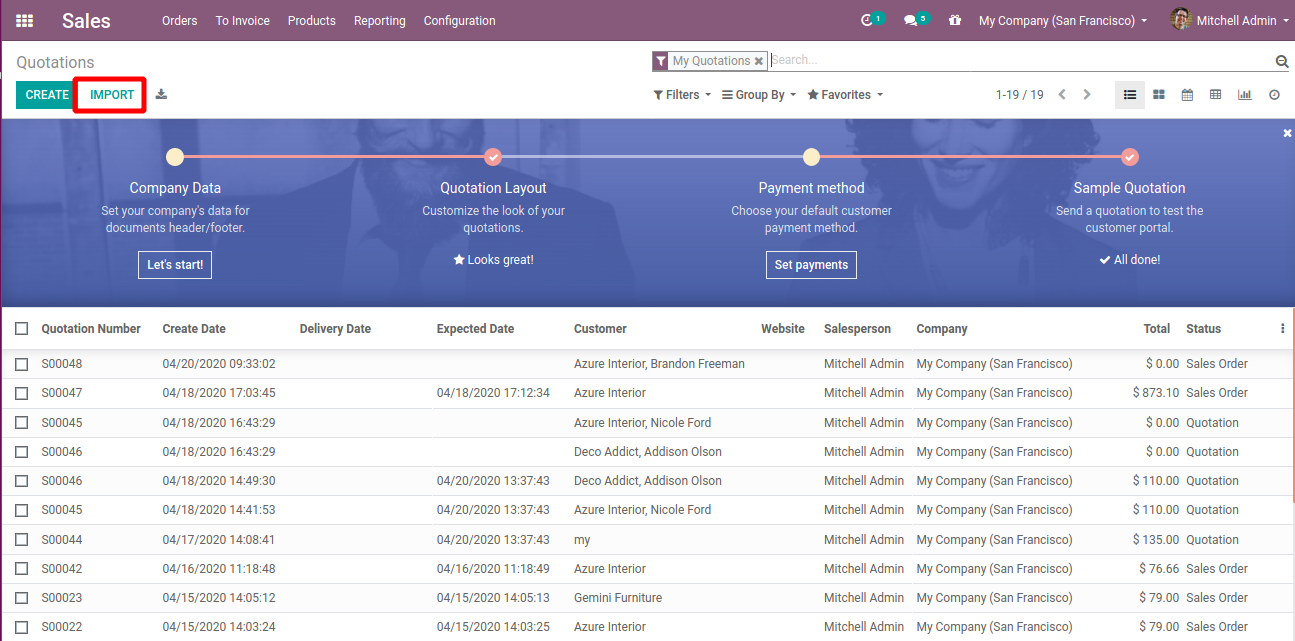 Sales Orders To Invoice Products Reporting Configuration 1 5 My Company (San Francisco) Mitchell Admin
Quotations
My Quotations Search...
CREATE IMPORT
Filters Group By Favorites 1-19 / 19
Company Data Quotation Layout Payment method Sample Quotation
Set your company's data for Customize the look of your Choose your default customer Send a quotation to test the
documents header/footer. quotations. payment method. customer portal.
Let's start! Looks great! Set payments All done!
Quotation Number Create Date Delivery Date Expected Date Customer Website Salesperson Company Total Status
S00048 04/20/2020 09:33:02 Azure Interior, Brandon Freeman Mitchell Admin My Company (San Francisco) $ 0.00 Sales Order
S00047 04/18/2020 17:03:45 04/18/2020 17:12:34 Azure Interior Mitchell Admin My Company (San Francisco) $ 873.10 Sales Order
S00045 04/18/2020 16:43:29 Azure Interior, Nicole Ford Mitchell Admin My Company (San Francisco) $ 0.00 Quotation
S00046 04/18/2020 16:43:29 Deco Addict, Addison Olson Mitchell Admin My Company (San Francisco) $ 0.00 Quotation
S00046 04/18/2020 14:49:30 04/20/2020 13:37:43 Deco Addict, Addison Olson Mitchell Admin My Company (San Francisco) $ 110.00 Quotation
S00045 04/18/2020 14:41:53 04/20/2020 13:37:43 Azure Interior, Nicole Ford Mitchell Admin My Company (San Francisco) $ 110.00 Quotation
S00044 04/17/2020 14:08:41 04/20/2020 13:37:43 my Mitchell Admin My Company (San Francisco) $ 135.00 Quotation
S00042 04/16/2020 11:18:48 04/16/2020 11:18:49 Azure Interior Mitchell Admin My Company (San Francisco) $ 76.66 Sales Order
S00023 04/15/2020 14:05:12 04/15/2020 14:05:13 Gemini Furniture Mitchell Admin My Company (San Francisco) $ 79.00 Sales Order
S00022 04/15/2020 14:03:24 04/15/2020 14:03:25 Azure Interior Mitchell Admin My Company (San Francisco) $ 79.00 Sales Order